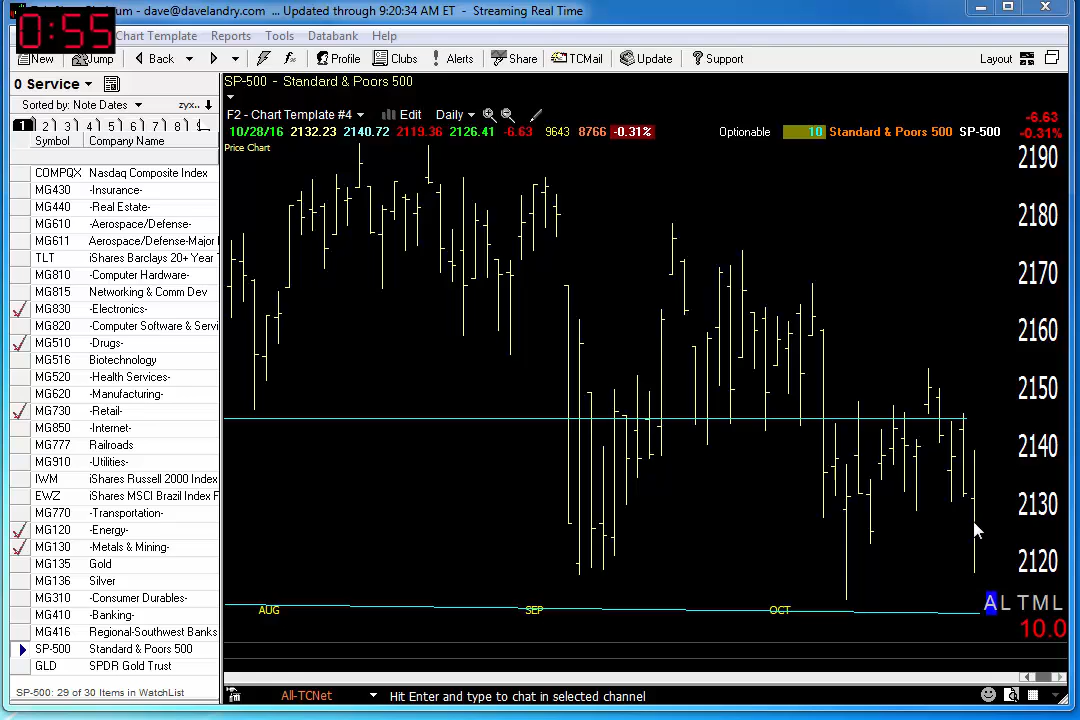 0:55
rum - dave@davelandry.com ... Updated through 9:20:34 AM ET - Streaming Real Time
Chart Template Reports Tools Databank Help
New Jump Back Profile Clubs Alerts Share TCMail Update Support Layout
0 Service
Sorted by: Note Dates zyx..
1 2 3 4 5 6 7 8
Symbol Company Name
COMPQX Nasdaq Composite Index
MG430 -Insurance-
MG440 -Real Estate-
MG610 -Aerospace/Defense-
MG611 Aerospace/Defense-Major
TLT iShares Barclays 20+ Year
MG810 -Computer Hardware-
MG815 Networking & Comm Dev
MG830 -Electronics-
MG820 -Computer Software & Servi
MG510 -Drugs-
MG516 Biotechnology
MG520 -Health Services-
MG620 -Manufacturing-
MG730 -Retail-
MG850 -Internet-
MG777 Railroads
MG910 -Utilities-
IWM iShares Russell 2000 Index
EWZ iShares MSCI Brazil Index F
MG770 -Transportation-
MG120 -Energy-
MG130 -Metals & Mining-
MG135 Gold
MG136 Silver
MG310 -Consumer Durables-
MG410 -Banking-
MG416 Regional-Southwest Banks
SP-500 Standard & Poors 500
GLD SPDR Gold Trust
SP-500: 29 of 30 Items in WatchList
SP-500 - Standard & Poors 500
F2 - Chart Template #4 Edit Daily
10/28/16 2132.23 2140.72 2119.36 2126.41 -6.63 9643 8766 -0.31% Optionable 10 Standard & Poors 500 SP-500
-6.63
-0.31%
Price Chart
2190
2180
2170
2160
2150
2140
2130
2120
AUG SEP OCT
A L T M L
10.0
All-TCNet Hit Enter and type to chat in selected channel